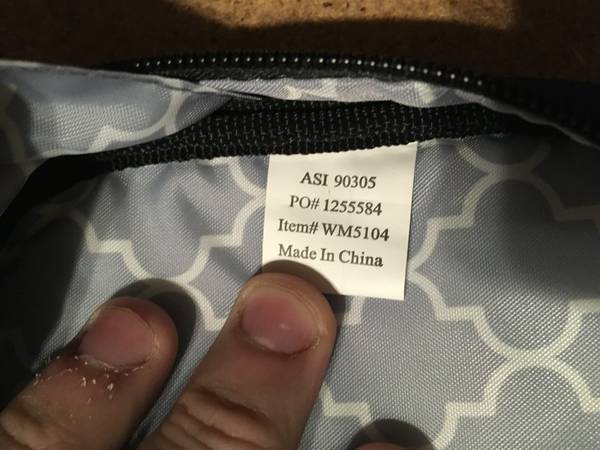 ASI 90305
PO# 1255584
Item# WM5104
Made In China